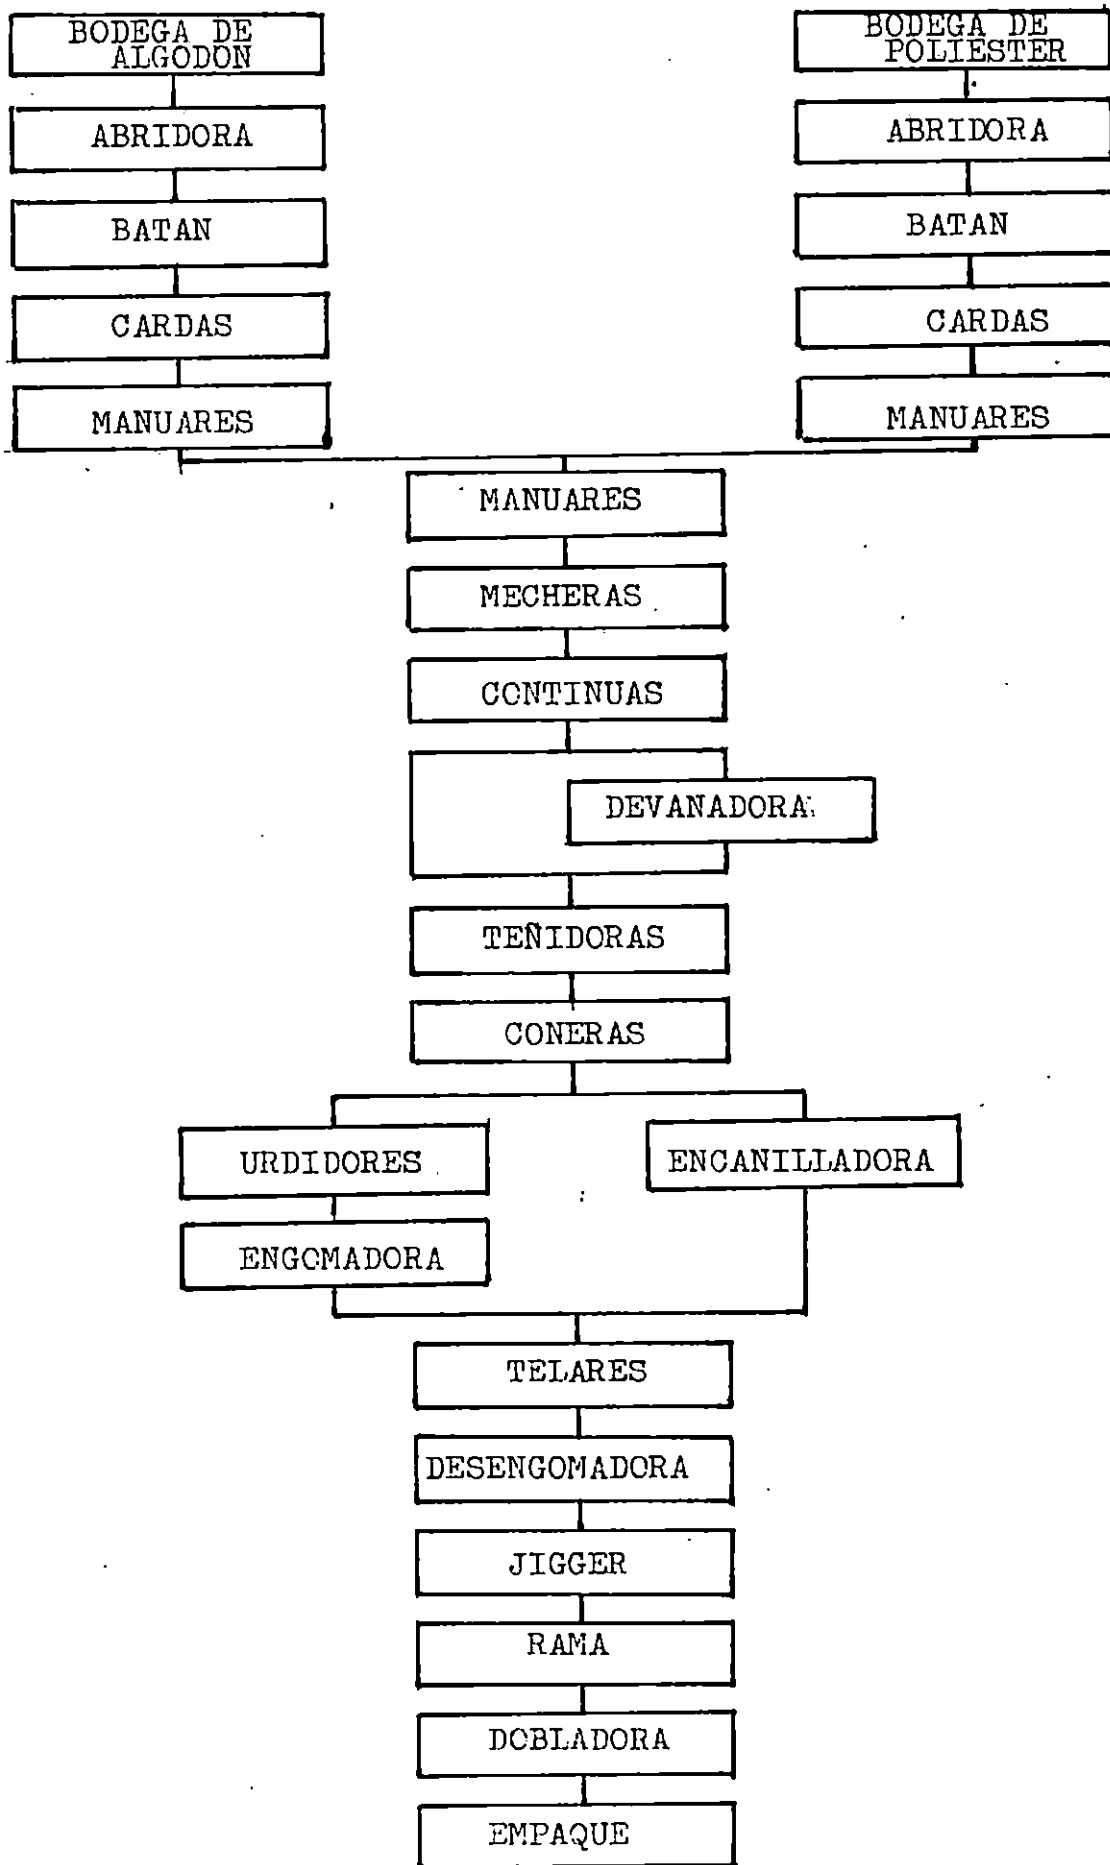 BODEGA DE
ALGODON
ABRIDORA
BATAN
CARDAS
MANUARES
BODEGA DE
POLIESTER
ABRIDORA
BATAN
CARDAS
MANUARES
MANUARES
MECHERAS
CONTINUAS
DEVANADORA
TEÑIDORAS
CONERAS
URDIDORES
ENGOMADORA
ENCANILLADORA
TELARES
DESENGOMADORA
JIGGER
RAMA
DOBLADORA
EMPAQUE